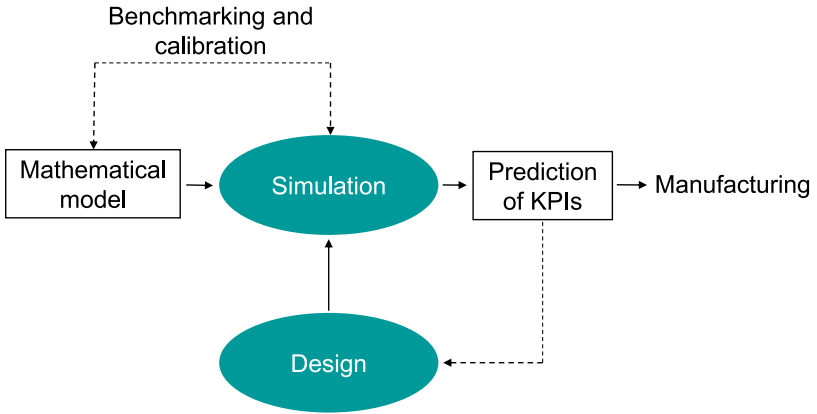 Benchmarking and
calibration
Mathematical
model
Simulation
Prediction
of KPIs
Manufacturing
Design